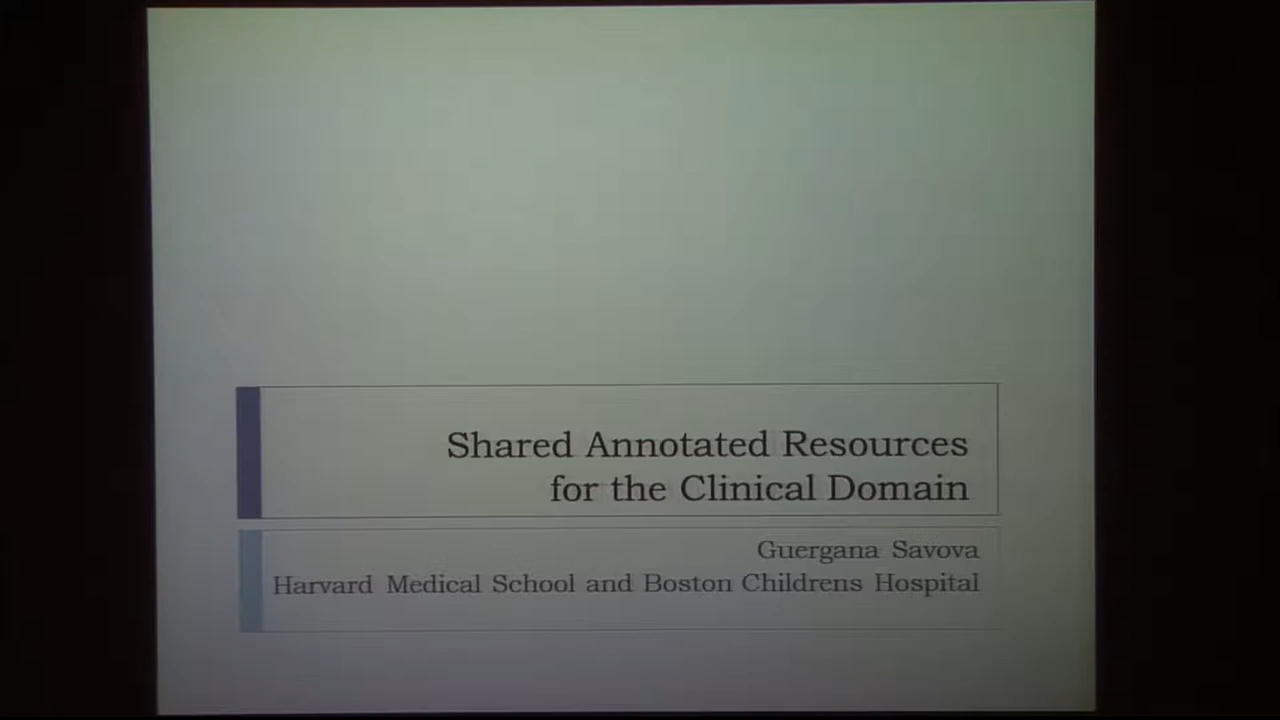 Shared Annotated Resources
for the Clinical Domain
Guergana Savova
Harvard Medical School and Boston Childrens Hospital